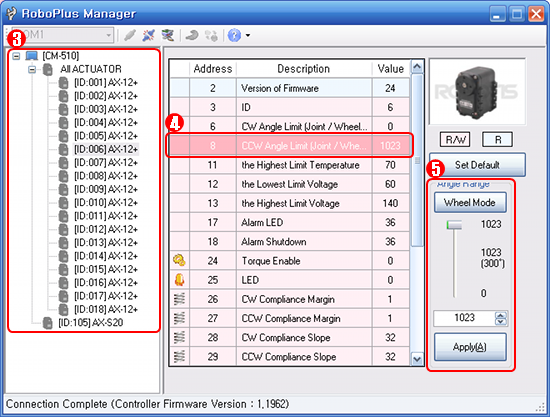 RoboPlus Manager
COM1
3
[CM-510]
All ACTUATOR
[ID:001] AX-12+
[ID:002] AX-12+
[ID:003] AX-12+
[ID:004] AX-12+
[ID:005] AX-12+
[ID:006] AX-12+
[ID:007] AX-12+
[ID:008] AX-12+
[ID:009] AX-12+
[ID:010] AX-12+
[ID:011] AX-12+
[ID:012] AX-12+
[ID:013] AX-12+
[ID:014] AX-12+
[ID:015] AX-12+
[ID:016] AX-12+
[ID:017] AX-12+
[ID:018] AX-12+
[ID:105] AX-S20
Address Description Value
2 Version of Firmware 24
3 ID 6
4
6 CW Angle Limit (Joint / Wheel... 0
8 CCW Angle Limit (Joint / Whe... 1023
11 the Highest Limit Temperature 70
12 the Lowest Limit Voltage 60
13 the Highest Limit Voltage 140
17 Alarm LED 36
18 Alarm Shutdown 36
24 Torque Enable 0
25 LED 0
26 CW Compliance Margin 1
27 CCW Compliance Margin 1
28 CW Compliance Slope 32
29 CCW Compliance Slope 32
ROBOTIS
R/W R
Set Default
5
Angle Range
Wheel Mode
1023
1023
(300˚)
0
1023
Apply(A)
Connection Complete (Controller Firmware Version : 1,1962)